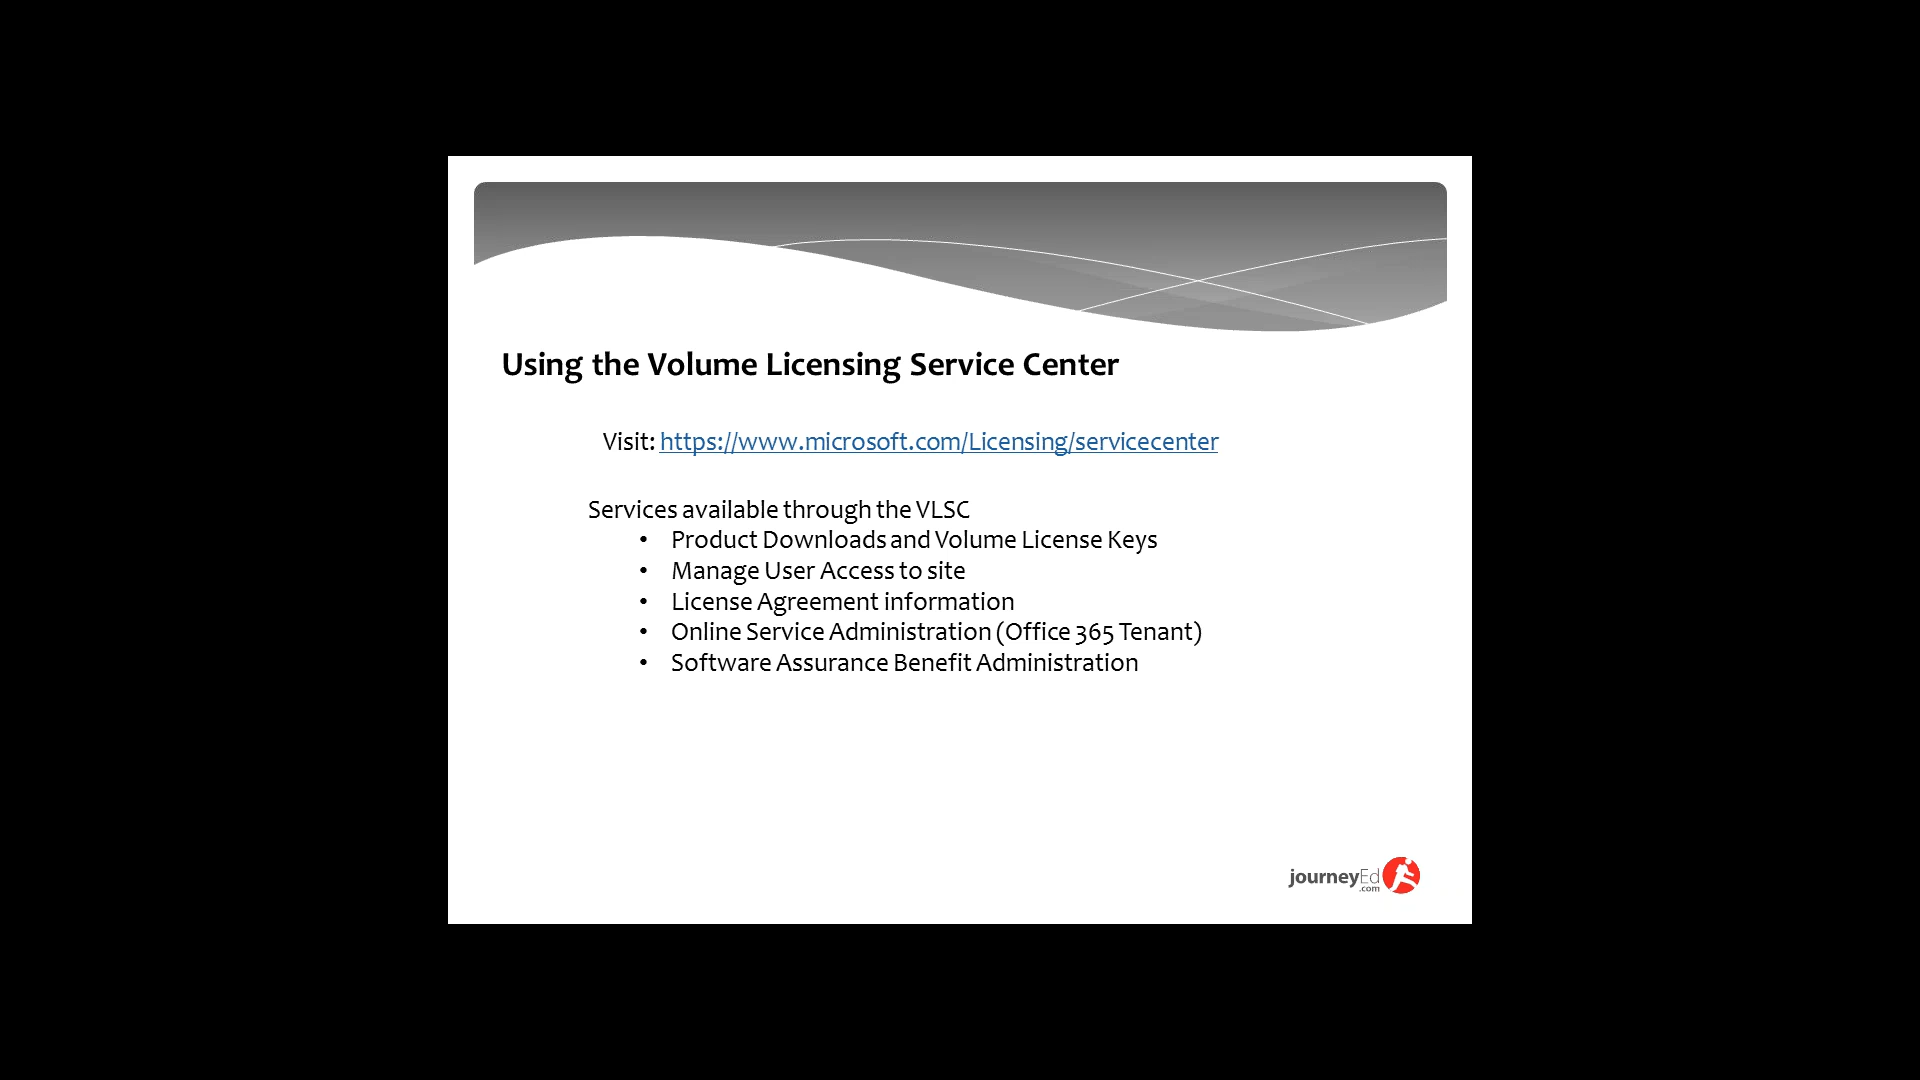 Using the Volume Licensing Service Center
Visit: https://www.microsoft.com/Licensing/servicecenter
Services available through the VLSC
• Product Downloads and Volume License Keys
• Manage User Access to site
• License Agreement information
• Online Service Administration (Office 365 Tenant)
• Software Assurance Benefit Administration
journeyEd
.com